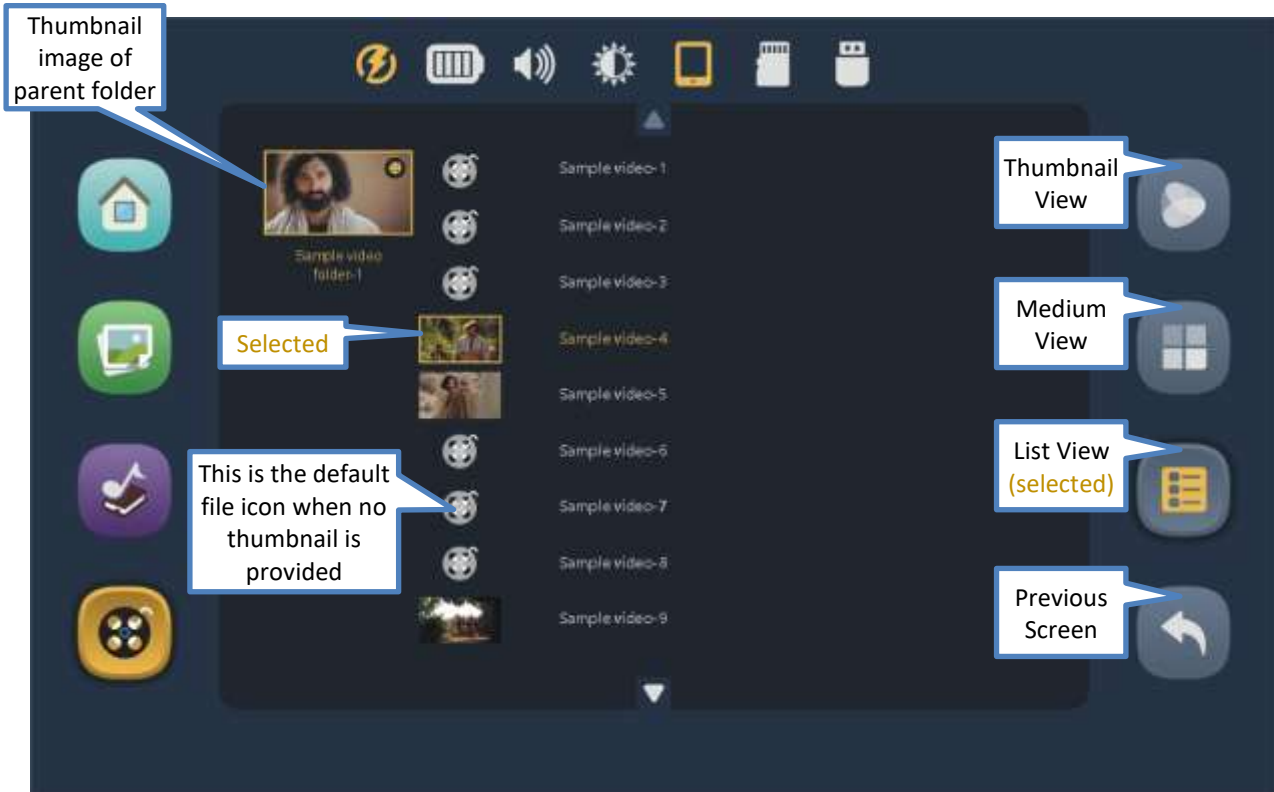 Thumbnail
image of
parent folder
Sample video-1
Thumbnail
View
Sample video-2
Sample video
folder-1
Sample video-3
Medium
View
Selected
Sample video-4
Sample video-5
List View
(selected)
Sample video-6
This is the default
file icon when no
thumbnail is
provided
Sample video-7
Sample video-8
Previous
Screen
Sample video-9